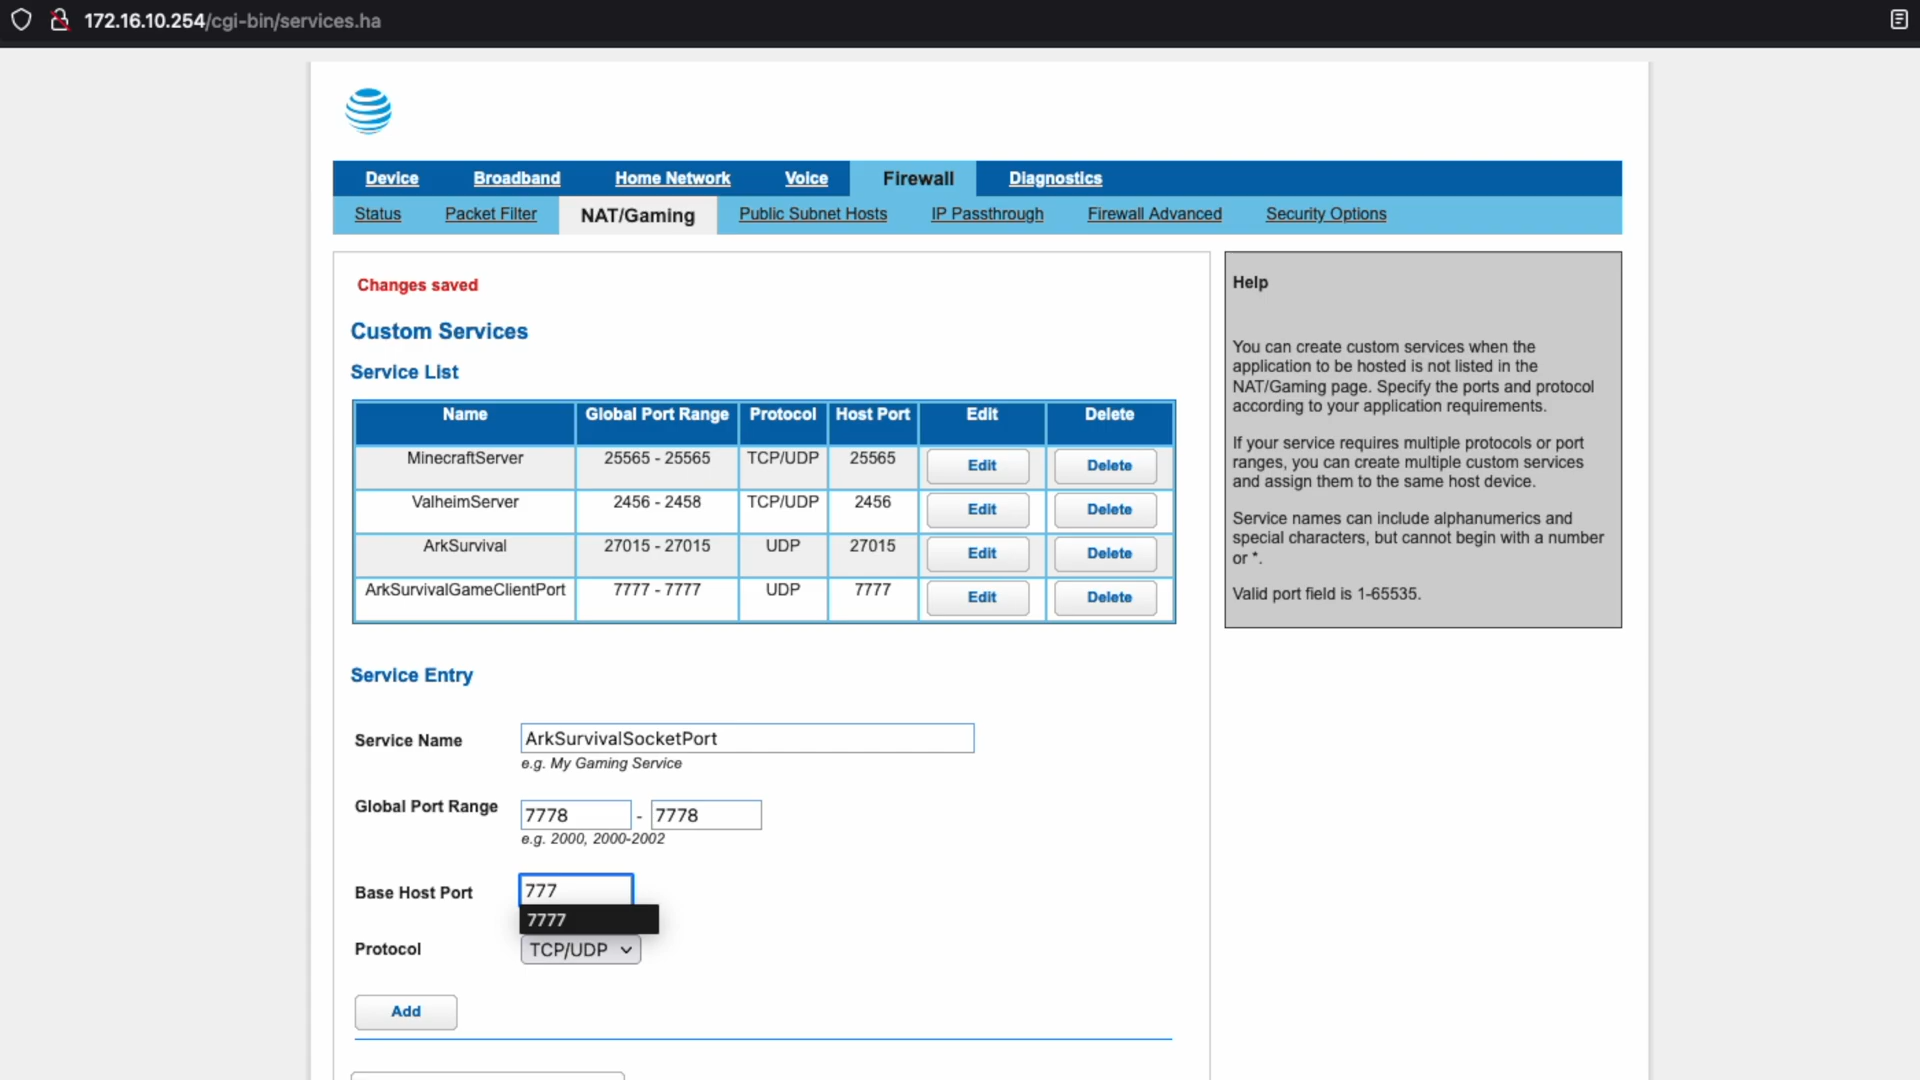 172.16.10.254/cgi-bin/services.ha
Device Broadband Home Network Voice Firewall Diagnostics
Status Packet Filter NAT/Gaming Public Subnet Hosts IP Passthrough Firewall Advanced Security Options
Changes saved
Custom Services
Service List
Name Global Port Range Protocol Host Port Edit Delete
MinecraftServer 25565 - 25565 TCP/UDP 25565 Edit Delete
ValheimServer 2456 - 2458 TCP/UDP 2456 Edit Delete
ArkSurvival 27015 - 27015 UDP 27015 Edit Delete
ArkSurvivalGameClientPort 7777 - 7777 UDP 7777 Edit Delete
Service Entry
Service Name ArkSurvivalSocketPort
e.g. My Gaming Service
Global Port Range 7778 - 7778
e.g. 2000, 2000-2002
Base Host Port 777
7777
Protocol TCP/UDP
Add
Help
You can create custom services when the
application to be hosted is not listed in the
NAT/Gaming page. Specify the ports and protocol
according to your application requirements.
If your service requires multiple protocols or port
ranges, you can create multiple custom services
and assign them to the same host device.
Service names can include alphanumerics and
special characters, but cannot begin with a number
or *.
Valid port field is 1-65535.